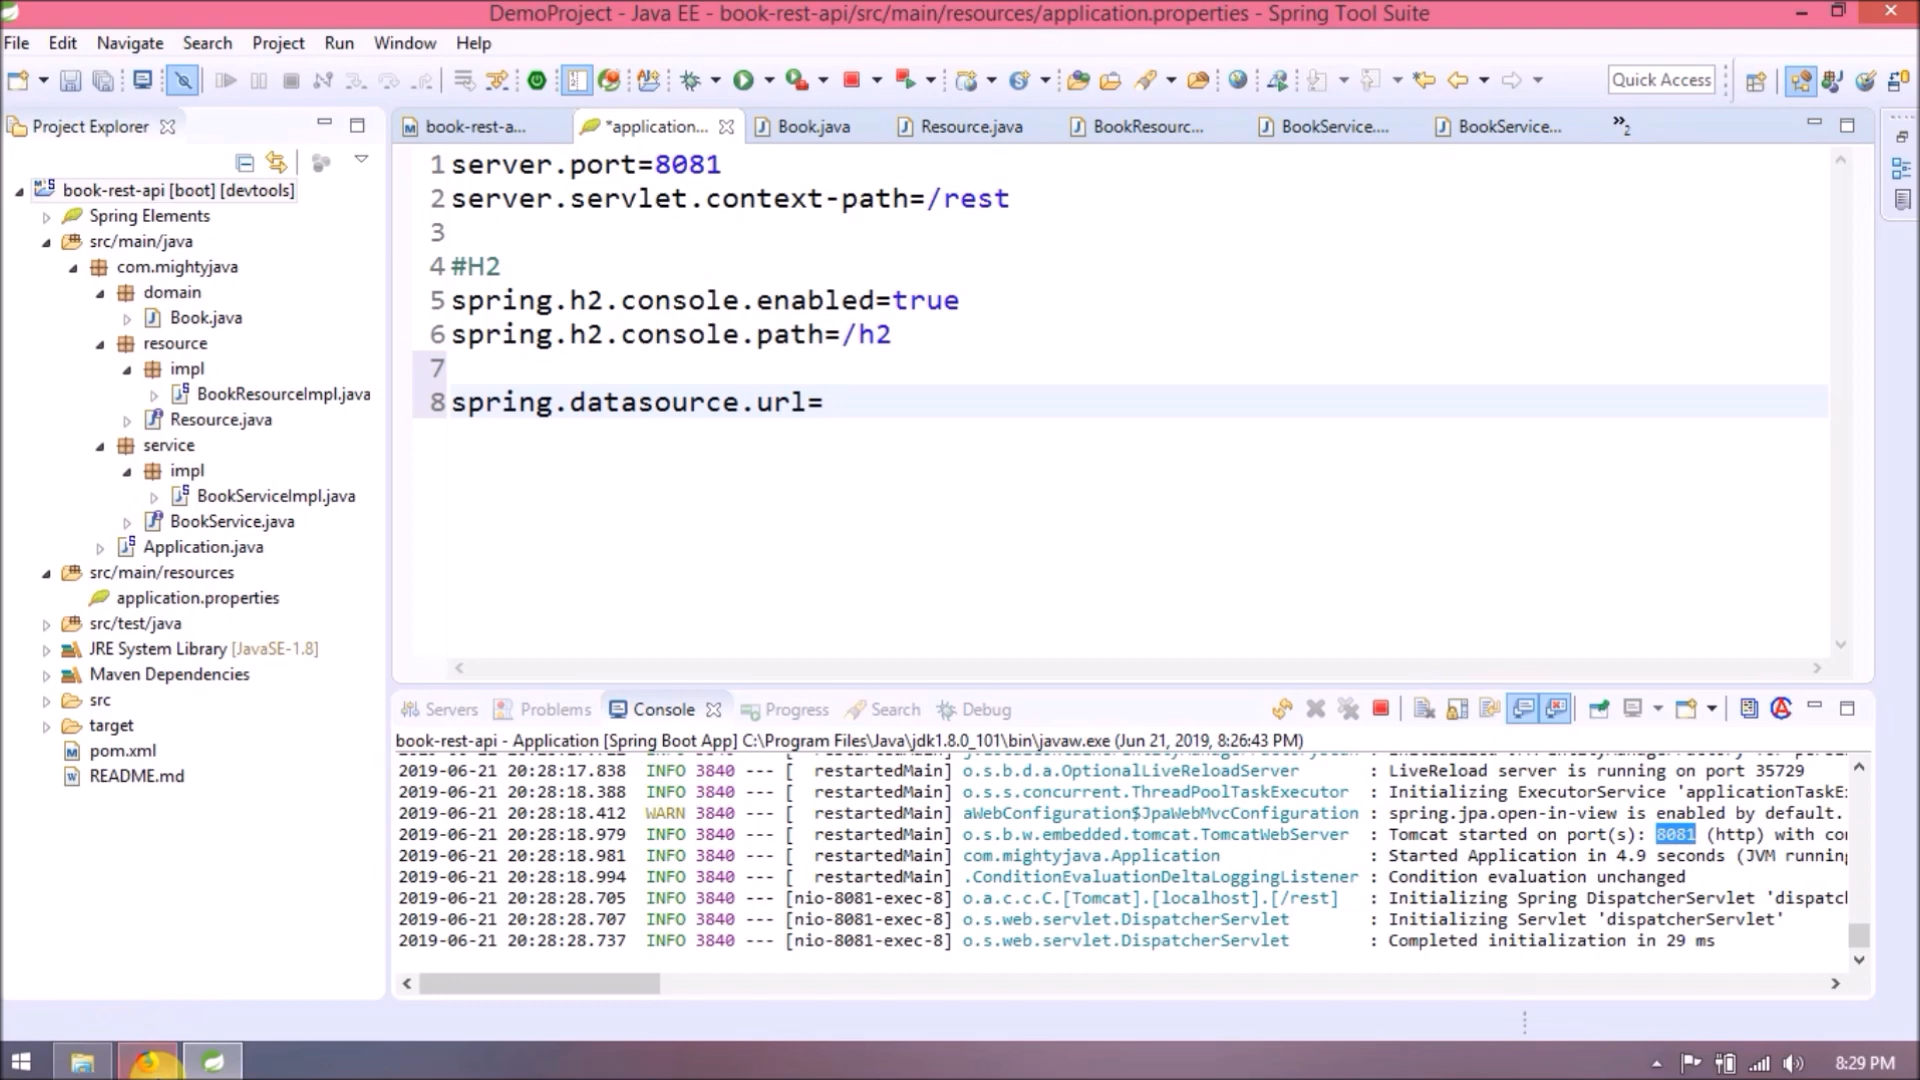 DemoProject - Java EE - book-rest-api/src/main/resources/application.properties - Spring Tool Suite
File Edit Navigate Search Project Run Window Help
Quick Access
Project Explorer
book-rest-api [boot] [devtools]
Spring Elements
src/main/java
com.mightyjava
domain
Book.java
resource
impl
BookResourceImpl.java
Resource.java
service
impl
BookServiceImpl.java
BookService.java
Application.java
src/main/resources
application.properties
src/test/java
JRE System Library [JavaSE-1.8]
Maven Dependencies
src
target
pom.xml
README.md
book-rest-a... *application... Book.java Resource.java BookResourc... BookService.... BookService... »2
1 server.port=8081
2 server.servlet.context-path=/rest
3
4 #H2
5 spring.h2.console.enabled=true
6 spring.h2.console.path=/h2
7
8 spring.datasource.url=
Servers Problems Console Progress Search Debug
book-rest-api - Application [Spring Boot App] C:\Program Files\Java\jdk1.8.0_101\bin\javaw.exe (Jun 21, 2019, 8:26:43 PM)
2019-06-21 20:28:17.838 INFO 3840 --- [ restartedMain] o.s.b.d.a.OptionalLiveReloadServer : LiveReload server is running on port 35729
2019-06-21 20:28:18.388 INFO 3840 --- [ restartedMain] o.s.s.concurrent.ThreadPoolTaskExecutor : Initializing ExecutorService 'applicationTaskE
2019-06-21 20:28:18.412 WARN 3840 --- [ restartedMain] aWebConfiguration$JpaWebMvcConfiguration : spring.jpa.open-in-view is enabled by default.
2019-06-21 20:28:18.979 INFO 3840 --- [ restartedMain] o.s.b.w.embedded.tomcat.TomcatWebServer : Tomcat started on port(s): 8081 (http) with con
2019-06-21 20:28:18.981 INFO 3840 --- [ restartedMain] com.mightyjava.Application : Started Application in 4.9 seconds (JVM running
2019-06-21 20:28:18.994 INFO 3840 --- [ restartedMain] .ConditionEvaluationDeltaLoggingListener : Condition evaluation unchanged
2019-06-21 20:28:28.705 INFO 3840 --- [nio-8081-exec-8] o.a.c.c.C.[Tomcat].[localhost].[/rest] : Initializing Spring DispatcherServlet 'dispatch
2019-06-21 20:28:28.707 INFO 3840 --- [nio-8081-exec-8] o.s.web.servlet.DispatcherServlet : Initializing Servlet 'dispatcherServlet'
2019-06-21 20:28:28.737 INFO 3840 --- [nio-8081-exec-8] o.s.web.servlet.DispatcherServlet : Completed initialization in 29 ms
8:29 PM